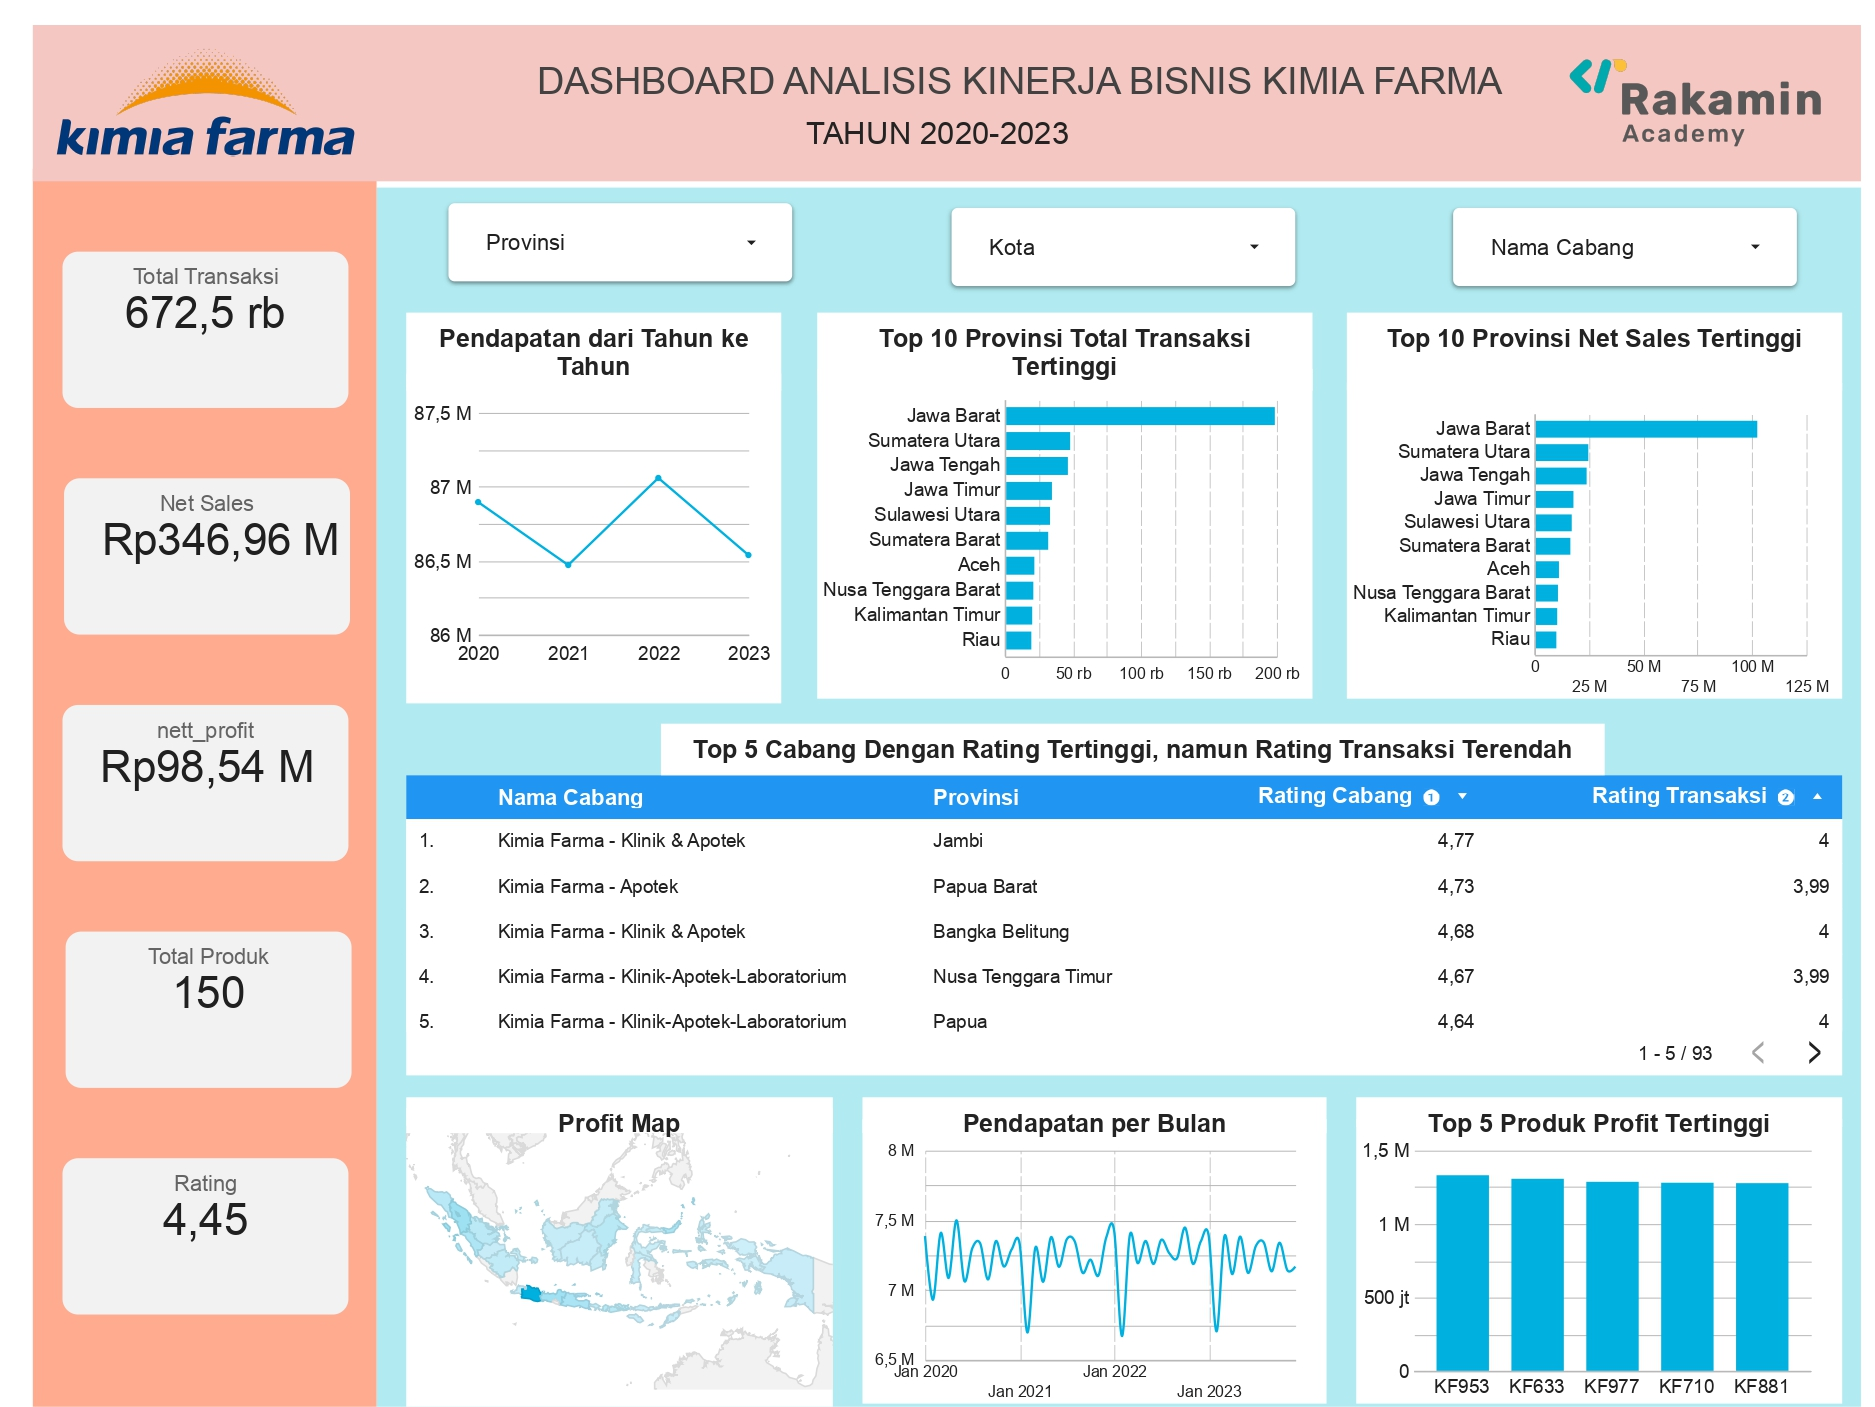 kimia farma
DASHBOARD ANALISIS KINERJA BISNIS KIMIA FARMA
TAHUN 2020-2023
Rakamin
Academy
Total Transaksi
672,5 rb
Net Sales
Rp346,96 M
nett_profit
Rp98,54 M
Total Produk
150
Rating
4,45
Provinsi
Kota
Nama Cabang
Pendapatan dari Tahun ke
Tahun
87,5 M
87 M
86,5 M
86 M
2020 2021 2022 2023
Top 10 Provinsi Total Transaksi
Tertinggi
Jawa Barat
Sumatera Utara
Jawa Tengah
Jawa Timur
Sulawesi Utara
Sumatera Barat
Aceh
Nusa Tenggara Barat
Kalimantan Timur
Riau
0 50 rb 100 rb 150 rb 200 rb
Top 10 Provinsi Net Sales Tertinggi
Jawa Barat
Sumatera Utara
Jawa Tengah
Jawa Timur
Sulawesi Utara
Sumatera Barat
Aceh
Nusa Tenggara Barat
Kalimantan Timur
Riau
0 50 M 100 M
25 M 75 M 125 M
Top 5 Cabang Dengan Rating Tertinggi, namun Rating Transaksi Terendah
Nama Cabang Provinsi Rating Cabang 1 Rating Transaksi 2
1. Kimia Farma - Klinik & Apotek Jambi 4,77 4
2. Kimia Farma - Apotek Papua Barat 4,73 3,99
3. Kimia Farma - Klinik & Apotek Bangka Belitung 4,68 4
4. Kimia Farma - Klinik-Apotek-Laboratorium Nusa Tenggara Timur 4,67 3,99
5. Kimia Farma - Klinik-Apotek-Laboratorium Papua 4,64 4
1 - 5 / 93
Profit Map
Pendapatan per Bulan
8 M
7,5 M
7 M
6,5 M
Jan 2020 Jan 2022
Jan 2021 Jan 2023
Top 5 Produk Profit Tertinggi
1,5 M
1 M
500 jt
0
KF953 KF633 KF977 KF710 KF881